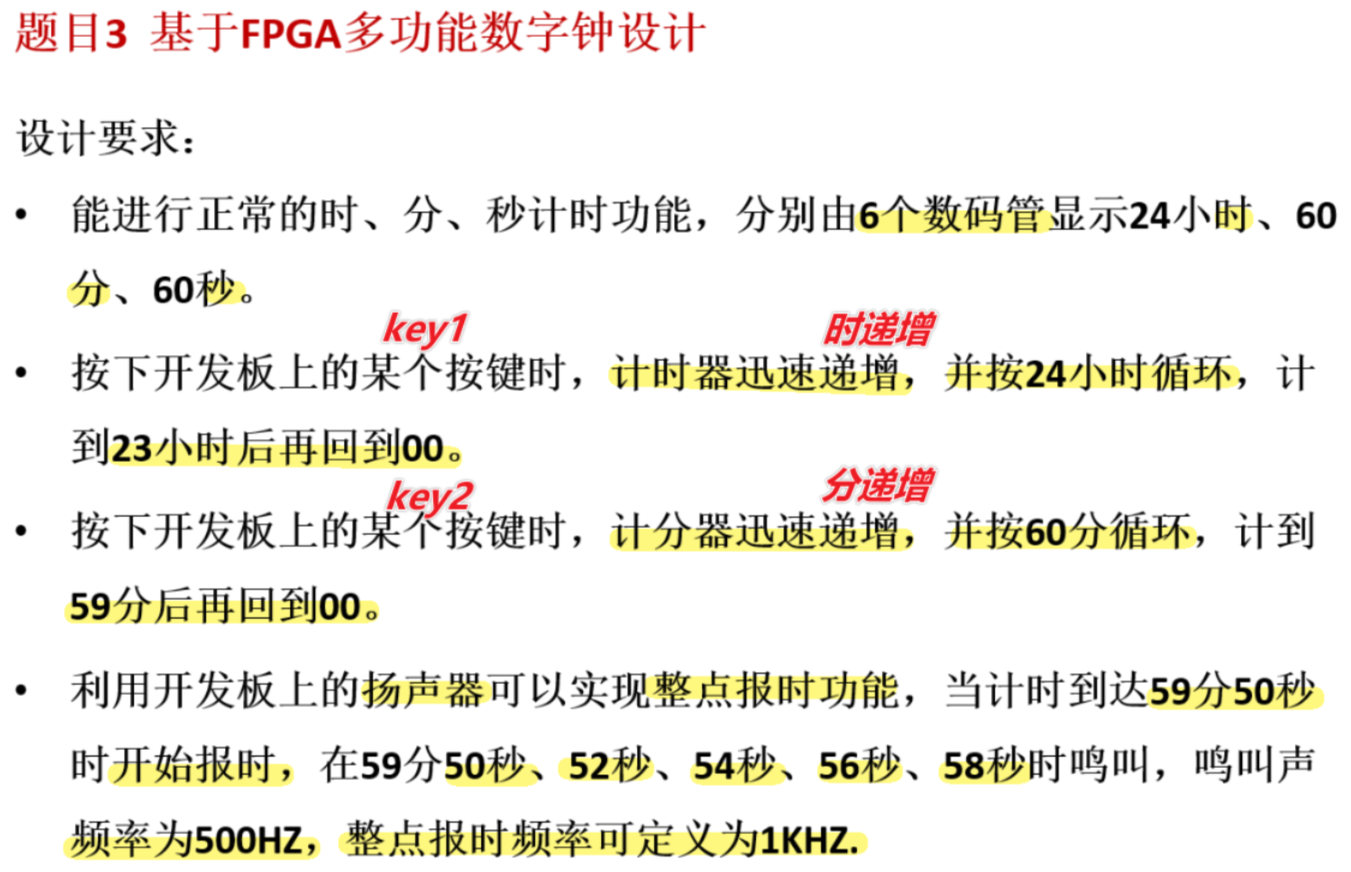 题目3 基于FPGA多功能数字钟设计
设计要求：
• 能进行正常的时、分、秒计时功能，分别由6个数码管显示24小时、60
分、60秒。
key1 时递增
• 按下开发板上的某个按键时，计时器迅速递增，并按24小时循环，计
到23小时后再回到00。
key2 分递增
• 按下开发板上的某个按键时，计分器迅速递增，并按60分循环，计到
59分后再回到00。
• 利用开发板上的扬声器可以实现整点报时功能，当计时到达59分50秒
时开始报时，在59分50秒、52秒、54秒、56秒、58秒时鸣叫，鸣叫声
频率为500HZ，整点报时频率可定义为1KHZ.